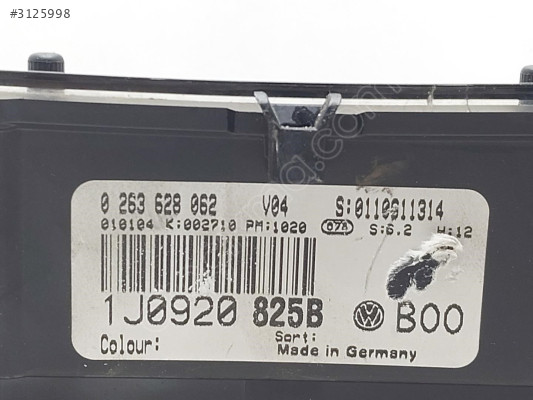 #3125998
0 263 628 062 V04 S:0110611314
010104 K:002710 PM:1020 07A S:6.2 H:12
1J0920 825B B00
Colour: Sort:
Made in Germany